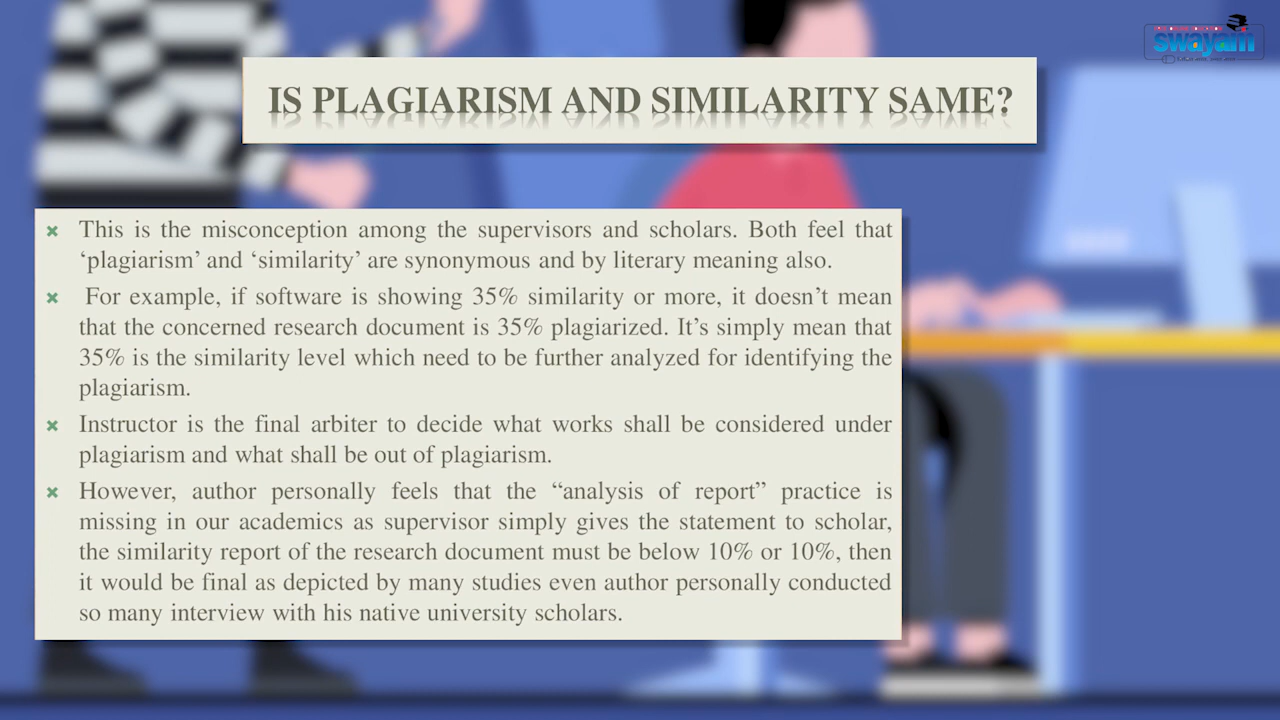 swayam
IS PLAGIARISM AND SIMILARITY SAME?
This is the misconception among the supervisors and scholars. Both feel that
‘plagiarism’ and ‘similarity’ are synonymous and by literary meaning also.
For example, if software is showing 35% similarity or more, it doesn’t mean
that the concerned research document is 35% plagiarized. It’s simply mean that
35% is the similarity level which need to be further analyzed for identifying the
plagiarism.
Instructor is the final arbiter to decide what works shall be considered under
plagiarism and what shall be out of plagiarism.
However, author personally feels that the “analysis of report” practice is
missing in our academics as supervisor simply gives the statement to scholar,
the similarity report of the research document must be below 10% or 10%, then
it would be final as depicted by many studies even author personally conducted
so many interview with his native university scholars.